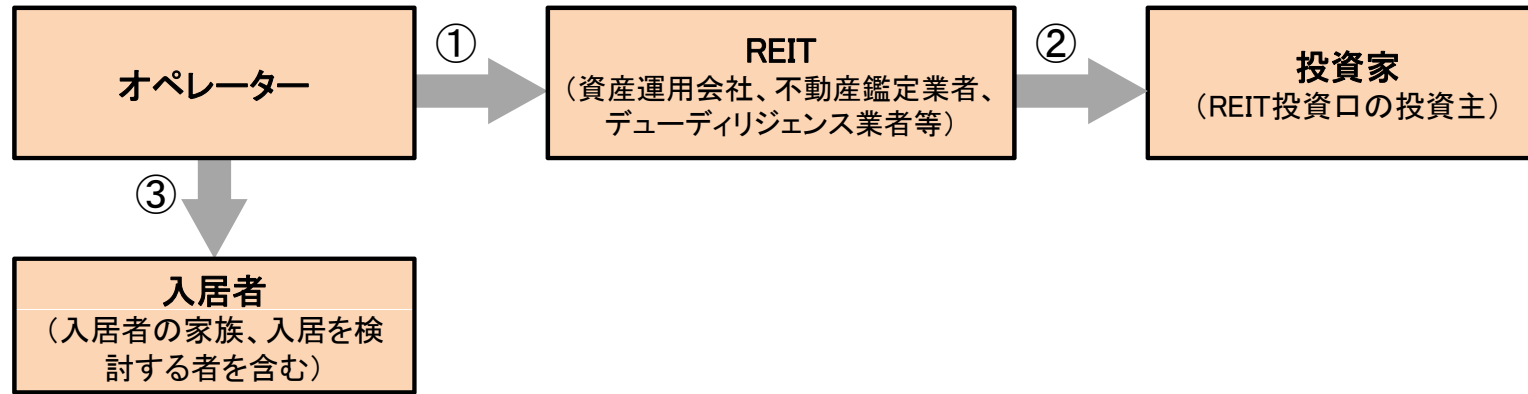 オペレーター
①
REIT
(資産運用会社、不動産鑑定業者、
デューディリジェンス業者等)
②
投資家
(REIT投資口の投資主)
③
入居者
(入居者の家族、入居を検
討する者を含む)